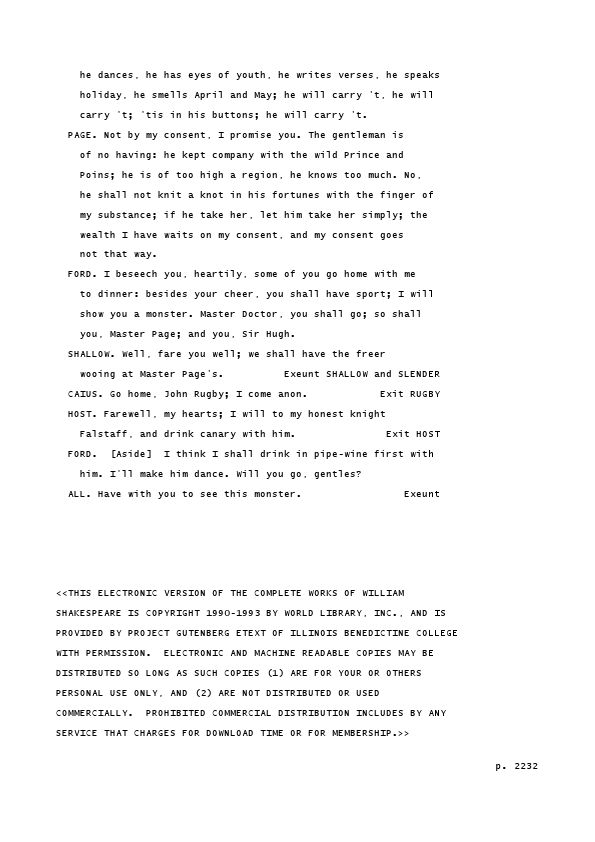 he dances, he has eyes of youth, he writes verses, he speaks
holiday, he smells April and May; he will carry 't, he will
carry 't; 'tis in his buttons; he will carry 't.
PAGE. Not by my consent, I promise you. The gentleman is
of no having: he kept company with the wild Prince and
Poins; he is of too high a region, he knows too much. No,
he shall not knit a knot in his fortunes with the finger of
my substance; if he take her, let him take her simply; the
wealth I have waits on my consent, and my consent goes
not that way.
FORD. I beseech you, heartily, some of you go home with me
to dinner: besides your cheer, you shall have sport; I will
show you a monster. Master Doctor, you shall go; so shall
you, Master Page; and you, Sir Hugh.
SHALLOW. Well, fare you well; we shall have the freer
wooing at Master Page's.          Exeunt SHALLOW and SLENDER
CAIUS. Go home, John Rugby; I come anon.            Exit RUGBY
HOST. Farewell, my hearts; I will to my honest knight
Falstaff, and drink canary with him.               Exit HOST
FORD.  [Aside]  I think I shall drink in pipe-wine first with
him. I'll make him dance. Will you go, gentles?
ALL. Have with you to see this monster.                 Exeunt
<<THIS ELECTRONIC VERSION OF THE COMPLETE WORKS OF WILLIAM
SHAKESPEARE IS COPYRIGHT 1990-1993 BY WORLD LIBRARY, INC., AND IS
PROVIDED BY PROJECT GUTENBERG ETEXT OF ILLINOIS BENEDICTINE COLLEGE
WITH PERMISSION.  ELECTRONIC AND MACHINE READABLE COPIES MAY BE
DISTRIBUTED SO LONG AS SUCH COPIES (1) ARE FOR YOUR OR OTHERS
PERSONAL USE ONLY, AND (2) ARE NOT DISTRIBUTED OR USED
COMMERCIALLY.  PROHIBITED COMMERCIAL DISTRIBUTION INCLUDES BY ANY
SERVICE THAT CHARGES FOR DOWNLOAD TIME OR FOR MEMBERSHIP.>>
p. 2232